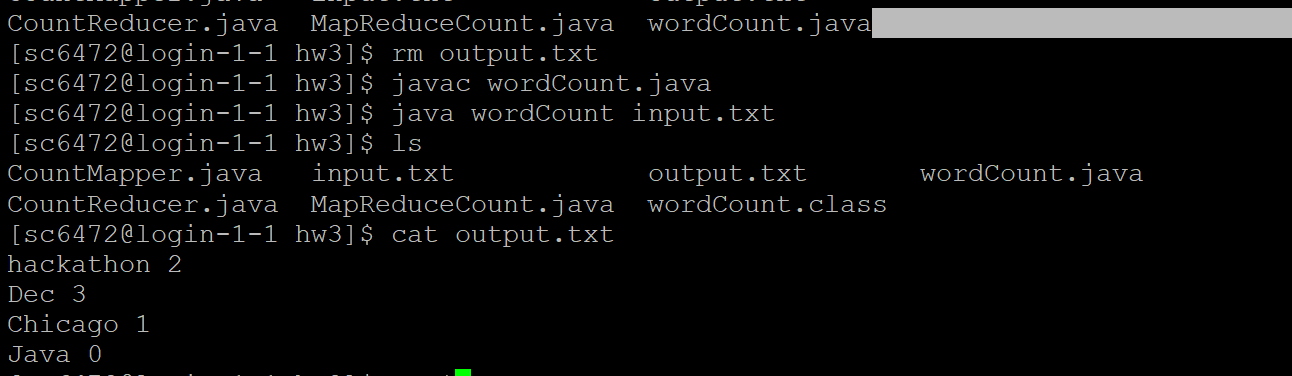 CountReducer.java  MapReduceCount.java  wordCount.java
[sc6472@login-1-1 hw3]$ rm output.txt
[sc6472@login-1-1 hw3]$ javac wordCount.java
[sc6472@login-1-1 hw3]$ java wordCount input.txt
[sc6472@login-1-1 hw3]$ ls
CountMapper.java   input.txt             output.txt       wordCount.java
CountReducer.java  MapReduceCount.java  wordCount.class
[sc6472@login-1-1 hw3]$ cat output.txt
hackathon 2
Dec 3
Chicago 1
Java 0